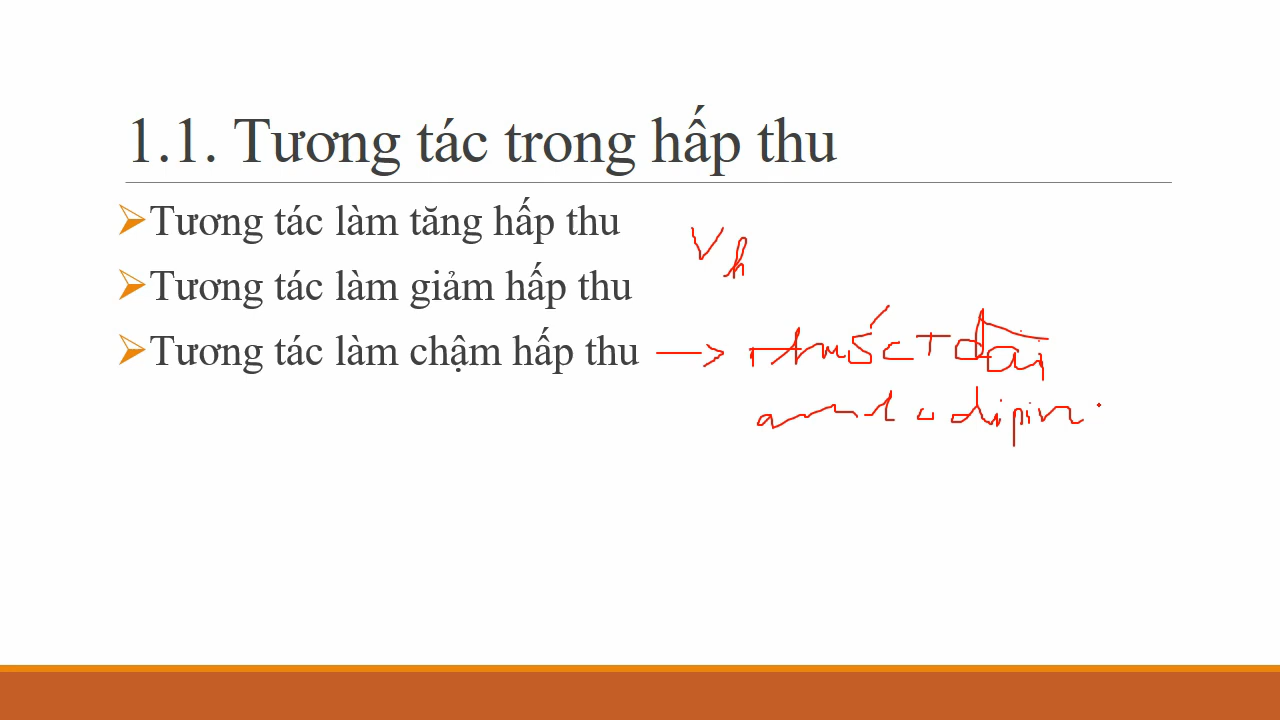 1.1. Tương tác trong hấp thu
Tương tác làm tăng hấp thu
Vh
Tương tác làm giảm hấp thu
Tương tác làm chậm hấp thu → thuốc T dài
amlodipin